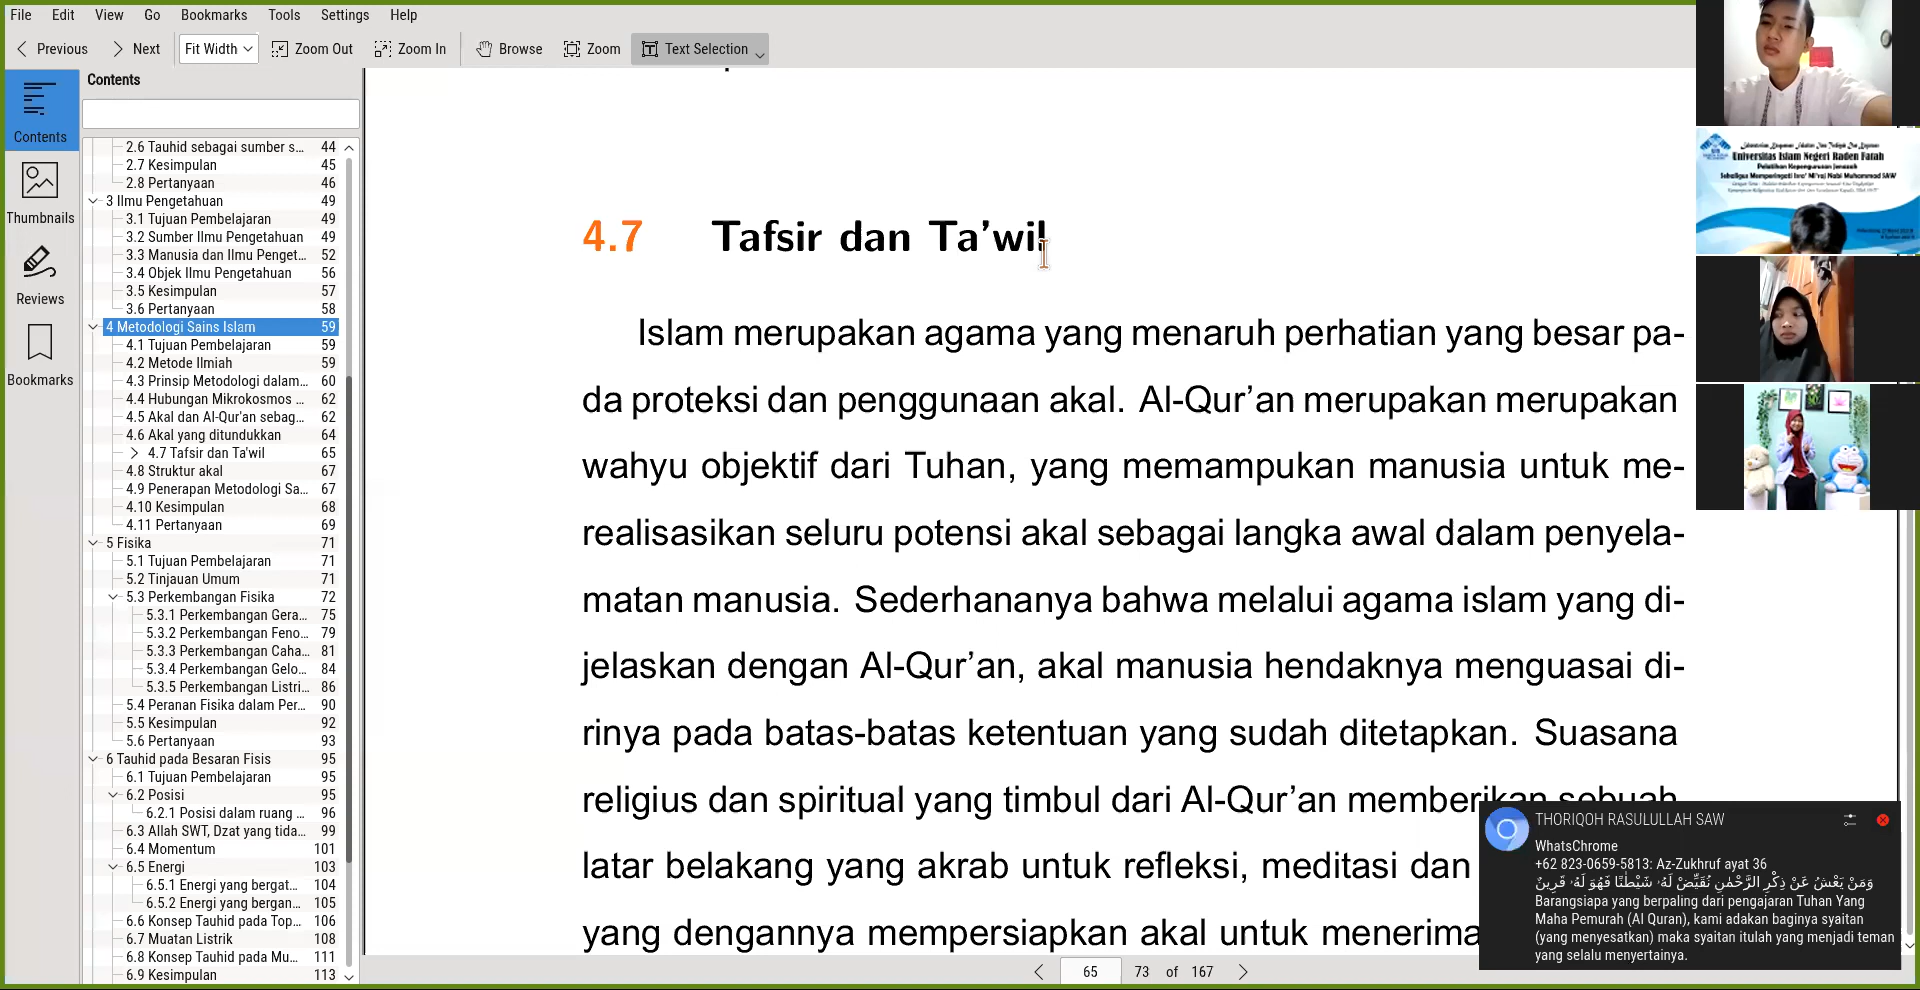 File Edit View Go Bookmarks Tools Settings Help
Previous Next Fit Width Zoom Out Zoom In Browse Zoom Text Selection
Contents
Contents
Thumbnails
Reviews
Bookmarks
2.6 Tauhid sebagai sumber s... 44
2.7 Kesimpulan 45
2.8 Pertanyaan 46
3 Ilmu Pengetahuan 49
3.1 Tujuan Pembelajaran 49
3.2 Sumber Ilmu Pengetahuan 49
3.3 Manusia dan Ilmu Penget... 52
3.4 Objek Ilmu Pengetahuan 56
3.5 Kesimpulan 57
3.6 Pertanyaan 58
4 Metodologi Sains Islam 59
4.1 Tujuan Pembelajaran 59
4.2 Metode Ilmiah 59
4.3 Prinsip Metodologi dalam... 60
4.4 Hubungan Mikrokosmos ... 62
4.5 Akal dan Al-Qur'an sebag... 62
4.6 Akal yang ditundukkan 64
4.7 Tafsir dan Ta'wil 65
4.8 Struktur akal 67
4.9 Penerapan Metodologi Sa... 67
4.10 Kesimpulan 68
4.11 Pertanyaan 69
5 Fisika 71
5.1 Tujuan Pembelajaran 71
5.2 Tinjauan Umum 71
5.3 Perkembangan Fisika 72
5.3.1 Perkembangan Gera... 75
5.3.2 Perkembangan Feno... 79
5.3.3 Perkembangan Caha... 81
5.3.4 Perkembangan Gelo... 84
5.3.5 Perkembangan Listri... 86
5.4 Peranan Fisika dalam Per... 90
5.5 Kesimpulan 92
5.6 Pertanyaan 93
6 Tauhid pada Besaran Fisis 95
6.1 Tujuan Pembelajaran 95
6.2 Posisi 95
6.2.1 Posisi dalam ruang ... 96
6.3 Allah SWT, Dzat yang tida... 99
6.4 Momentum 101
6.5 Energi 103
6.5.1 Energi yang bergat... 104
6.5.2 Energi yang bergan... 105
6.6 Konsep Tauhid pada Top... 106
6.7 Muatan Listrik 108
6.8 Konsep Tauhid pada Mu... 111
6.9 Kesimpulan 113
4.7 Tafsir dan Ta’wil
Islam merupakan agama yang menaruh perhatian yang besar pa-
da proteksi dan penggunaan akal. Al-Qur’an merupakan merupakan
wahyu objektif dari Tuhan, yang memampukan manusia untuk me-
realisasikan seluru potensi akal sebagai langka awal dalam penyela-
matan manusia. Sederhananya bahwa melalui agama islam yang di-
jelaskan dengan Al-Qur’an, akal manusia hendaknya menguasai di-
rinya pada batas-batas ketentuan yang sudah ditetapkan. Suasana
religius dan spiritual yang timbul dari Al-Qur’an memberikan sebuah
latar belakang yang akrab untuk refleksi, meditasi dan
yang dengannya mempersiapkan akal untuk menerima
65 73 of 167
Universitas Islam Negeri Raden Fatah
Pelatihan Kepengurusan Jenazah
Sekaligus Memperingati Isra' Mi'raj Nabi Muhammad SAW
THORIQOH RASULULLAH SAW
WhatsChrome
+62 823-0659-5813: Az-Zukhruf ayat 36
وَمَنْ يَعْشُ عَنْ ذِكْرِ الرَّحْمٰنِ نُقَيِّضْ لَهٗ شَيْطٰنًا فَهُوَ لَهٗ قَرِيْنٌ
Barangsiapa yang berpaling dari pengajaran Tuhan Yang
Maha Pemurah (Al Quran), kami adakan baginya syaitan
(yang menyesatkan) maka syaitan itulah yang menjadi teman
yang selalu menyertainya.